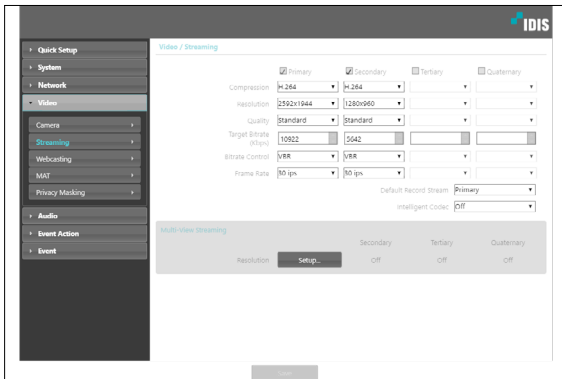 IDIS
Quick Setup
System
Network
Video
Camera
Streaming
Webcasting
MAT
Privacy Masking
Audio
Event Action
Event
Video / Streaming
Primary Secondary Tertiary Quaternary
Compression H.264 H.264
Resolution 2592x1944 1280x960
Quality Standard Standard
Target Bitrate
(Kbps) 10922 5642
Bitrate Control VBR VBR
Frame Rate 30 ips 30 ips
Default Record Stream Primary
Intelligent Codec Off
Multi-View Streaming
Secondary Tertiary Quaternary
Resolution Setup... Off Off Off
Save